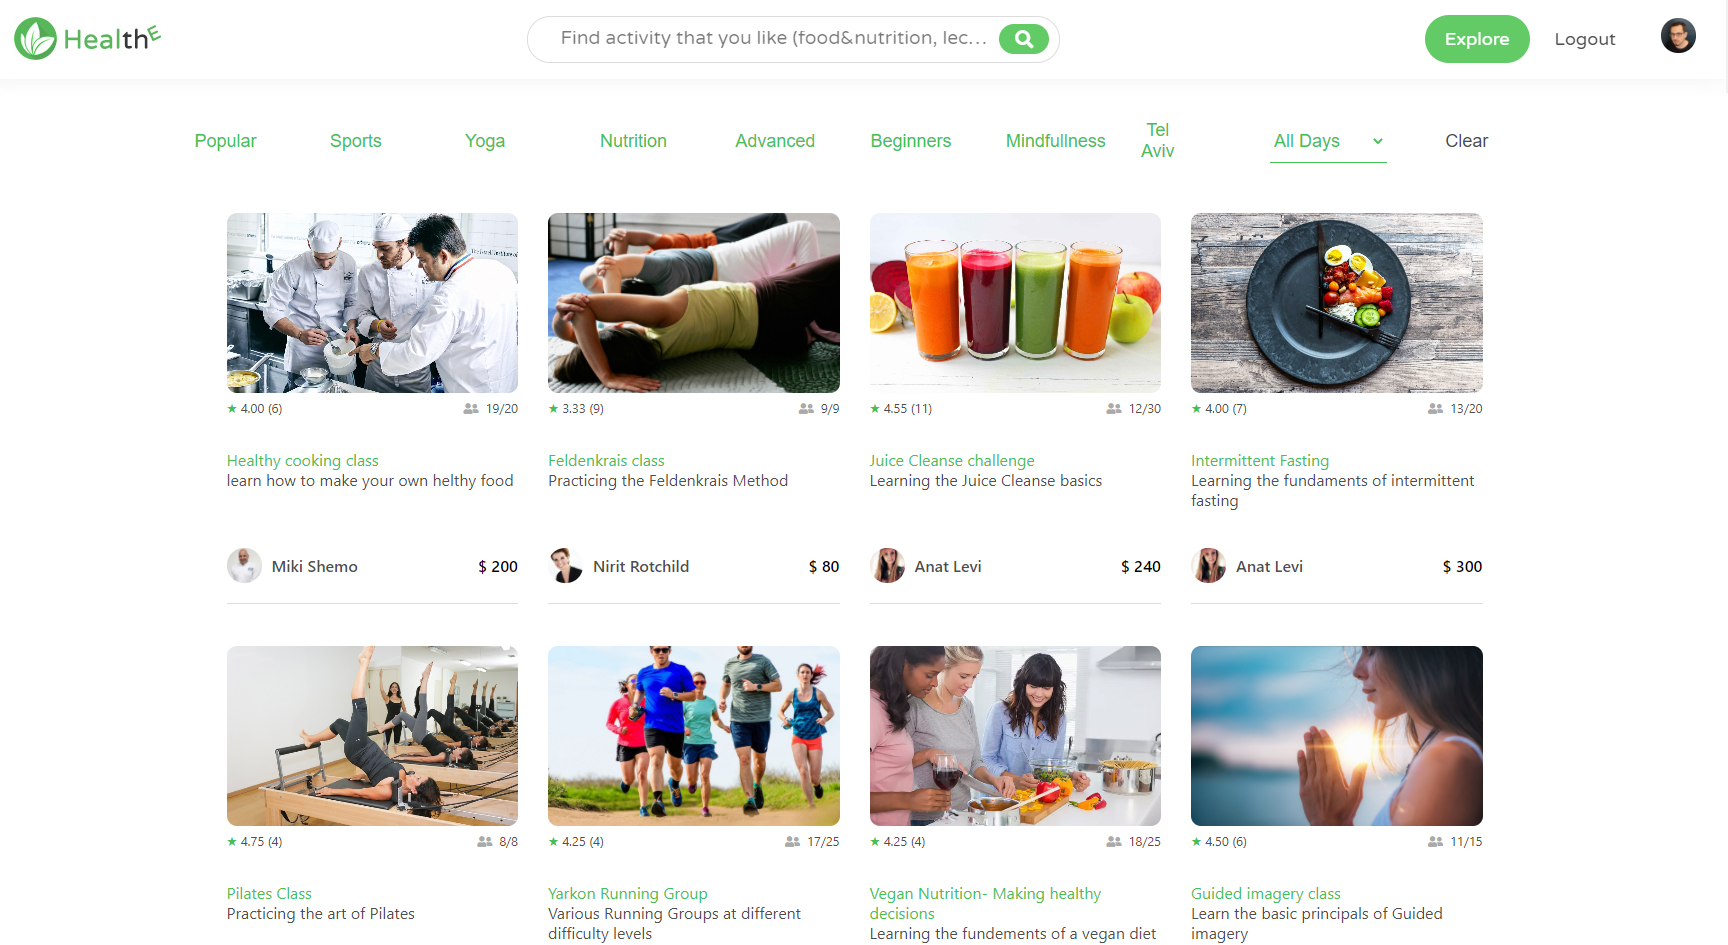 HealthE
Find activity that you like (food&nutrition, lec...
Explore
Logout
Popular
Sports
Yoga
Nutrition
Advanced
Beginners
Mindfullness
Tel
Aviv
All Days
Clear
4.00 (6)
19/20
3.33 (9)
9/9
4.55 (11)
12/30
4.00 (7)
13/20
Healthy cooking class
learn how to make your own helthy food
Feldenkrais class
Practicing the Feldenkrais Method
Juice Cleanse challenge
Learning the Juice Cleanse basics
Intermittent Fasting
Learning the fundaments of intermittent
fasting
Miki Shemo
$ 200
Nirit Rotchild
$ 80
Anat Levi
$ 240
Anat Levi
$ 300
4.75 (4)
8/8
4.25 (4)
17/25
4.25 (4)
18/25
4.50 (6)
11/15
Pilates Class
Practicing the art of Pilates
Yarkon Running Group
Various Running Groups at different
difficulty levels
Vegan Nutrition- Making healthy
decisions
Learning the fundements of a vegan diet
Guided imagery class
Learn the basic principals of Guided
imagery